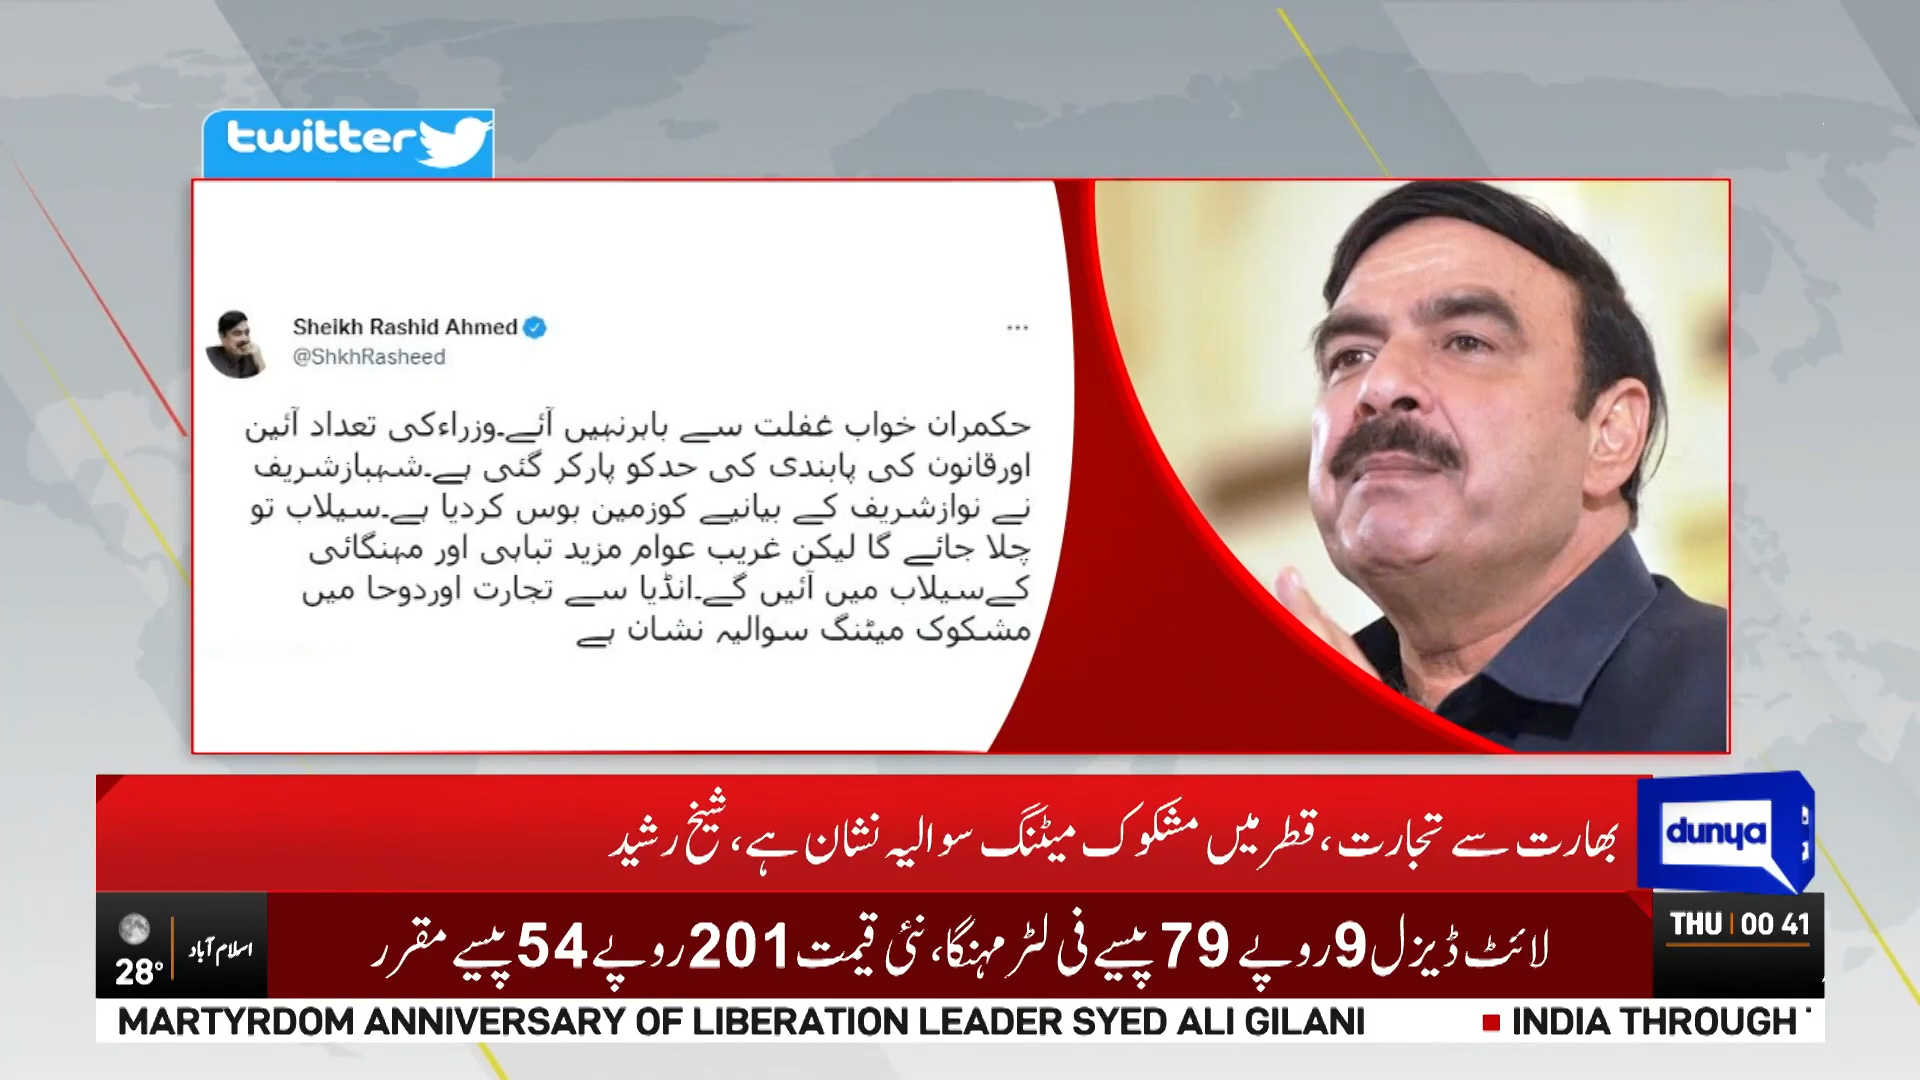 twitter
Sheikh Rashid Ahmed
@ShkhRasheed
حکمران خواب غفلت سے باہرنہیں آئے۔وزراءکی تعداد آئین
اورقانون کی پابندی کی حدکو پارکر گئی ہے۔شہبازشریف
نے نوازشریف کے بیانیے کوزمین بوس کردیا ہے۔سیلاب تو
چلا جائے گا لیکن غریب عوام مزید تباہی اور مہنگائی
کےسیلاب میں آئیں گے۔انڈیا سے تجارت اوردوحا میں
مشکوک میٹنگ سوالیہ نشان ہے
بھارت سے تجارت، قطر میں مشکوک میٹنگ سوالیہ نشان ہے، شیخ رشید
dunya
لائٹ ڈیزل 9روپے 79 پیسے فی لٹر مہنگا، نئی قیمت 201 روپے 54 پیسے مقرر
THU 00 41
اسلام آباد
28°
MARTYRDOM ANNIVERSARY OF LIBERATION LEADER SYED ALI GILANI
INDIA THROUGH